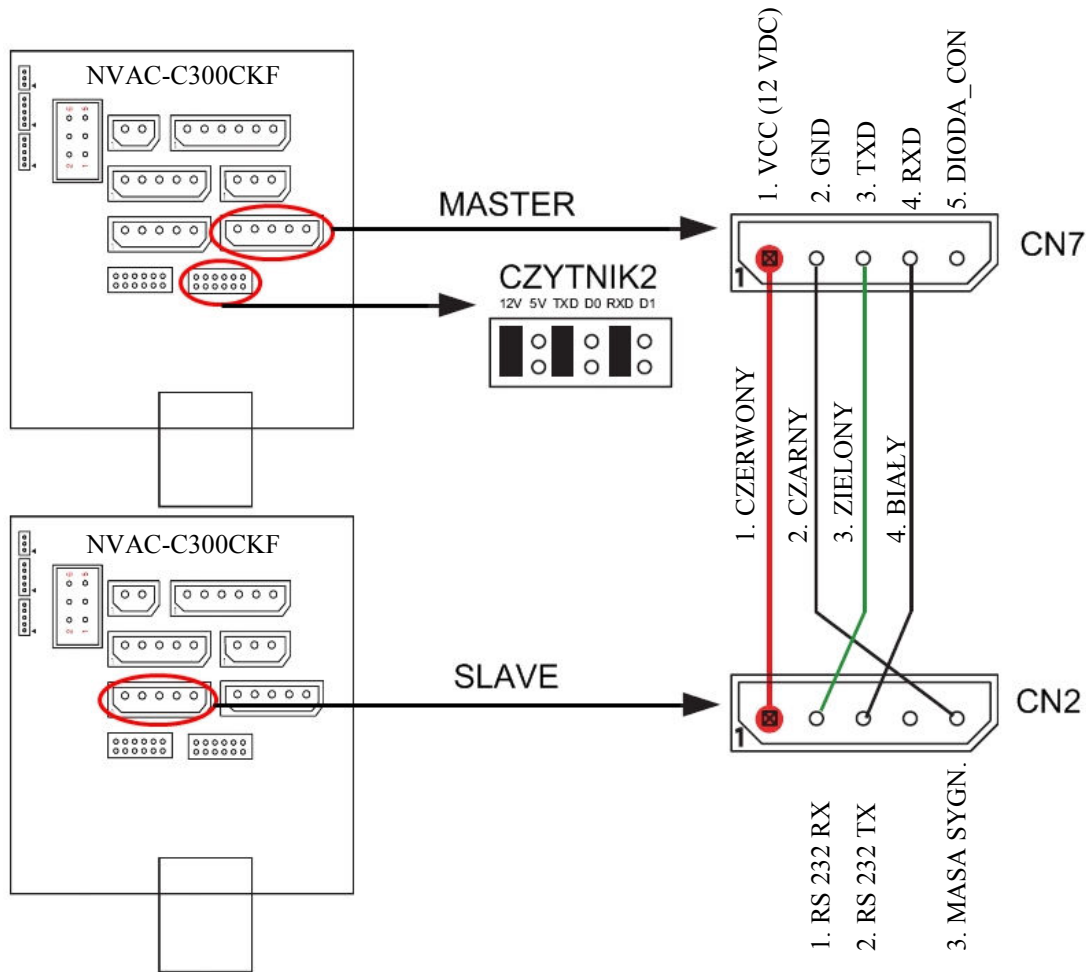 NVAC-C300CKF
MASTER
CZYTNIK2
12V 5V TXD D0 RXD D1
1. VCC (12 VDC)
2. GND
3. TXD
4. RXD
5. DIODA_CON
1
CN7
1. CZERWONY
2. CZARNY
3. ZIELONY
4. BIAŁY
NVAC-C300CKF
SLAVE
1
CN2
1. RS 232 RX
2. RS 232 TX
3. MASA SYGN.